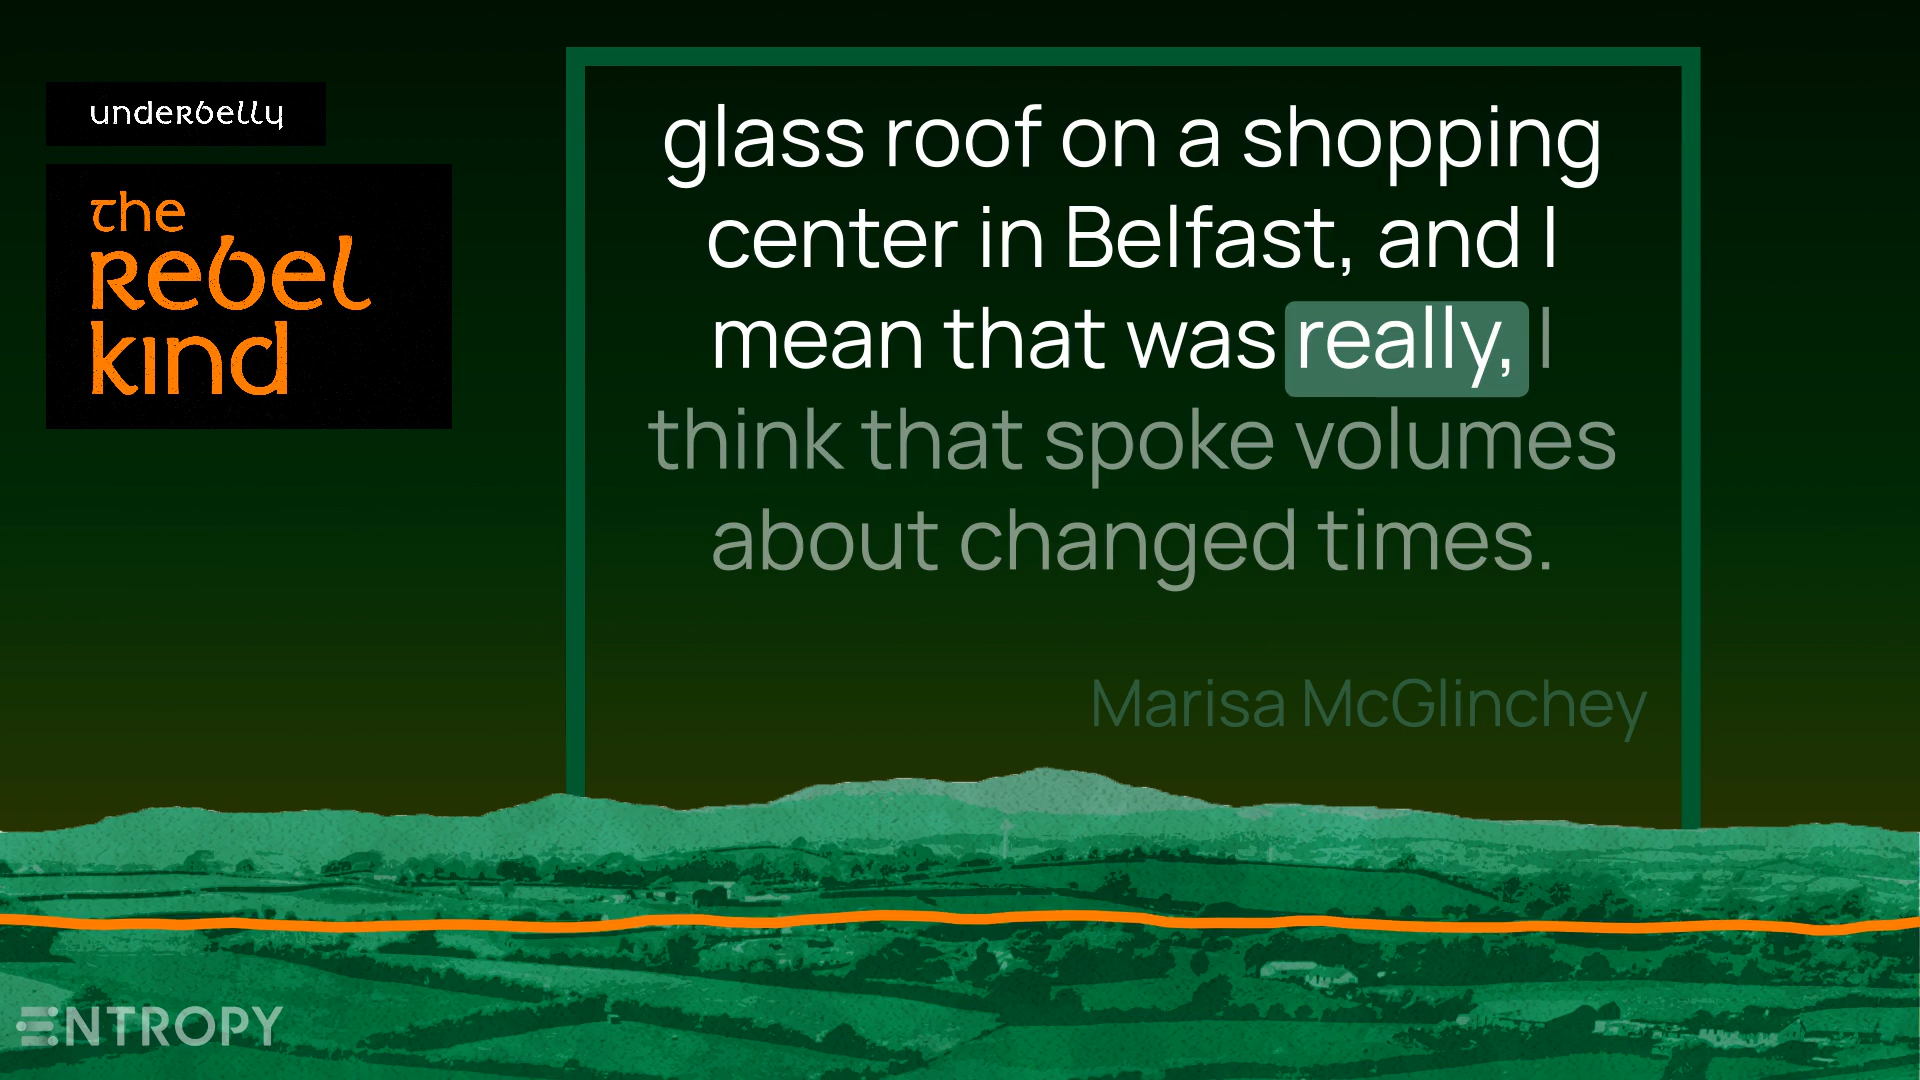 underbelly
the
Rebel
kind
glass roof on a shopping
center in Belfast, and I
mean that was really, I
think that spoke volumes
about changed times.
Marisa McGlinchey
ENTROPY